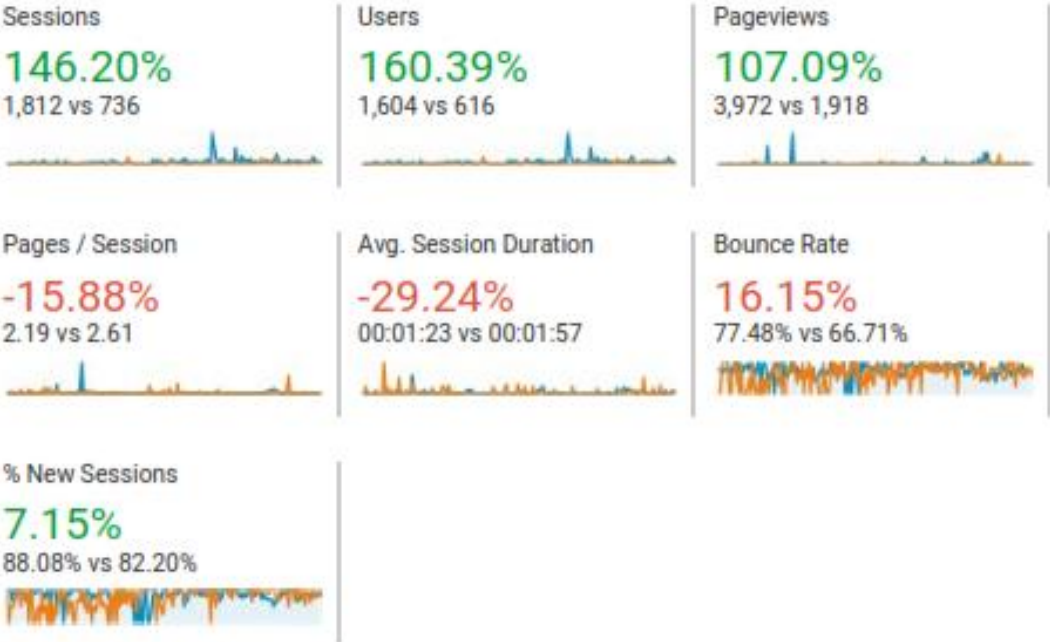 Sessions
146.20%
1,812 vs 736
Users
160.39%
1,604 vs 616
Pageviews
107.09%
3,972 vs 1,918
Pages / Session
-15.88%
2.19 vs 2.61
Avg. Session Duration
-29.24%
00:01:23 vs 00:01:57
Bounce Rate
16.15%
77.48% vs 66.71%
% New Sessions
7.15%
88.08% vs 82.20%